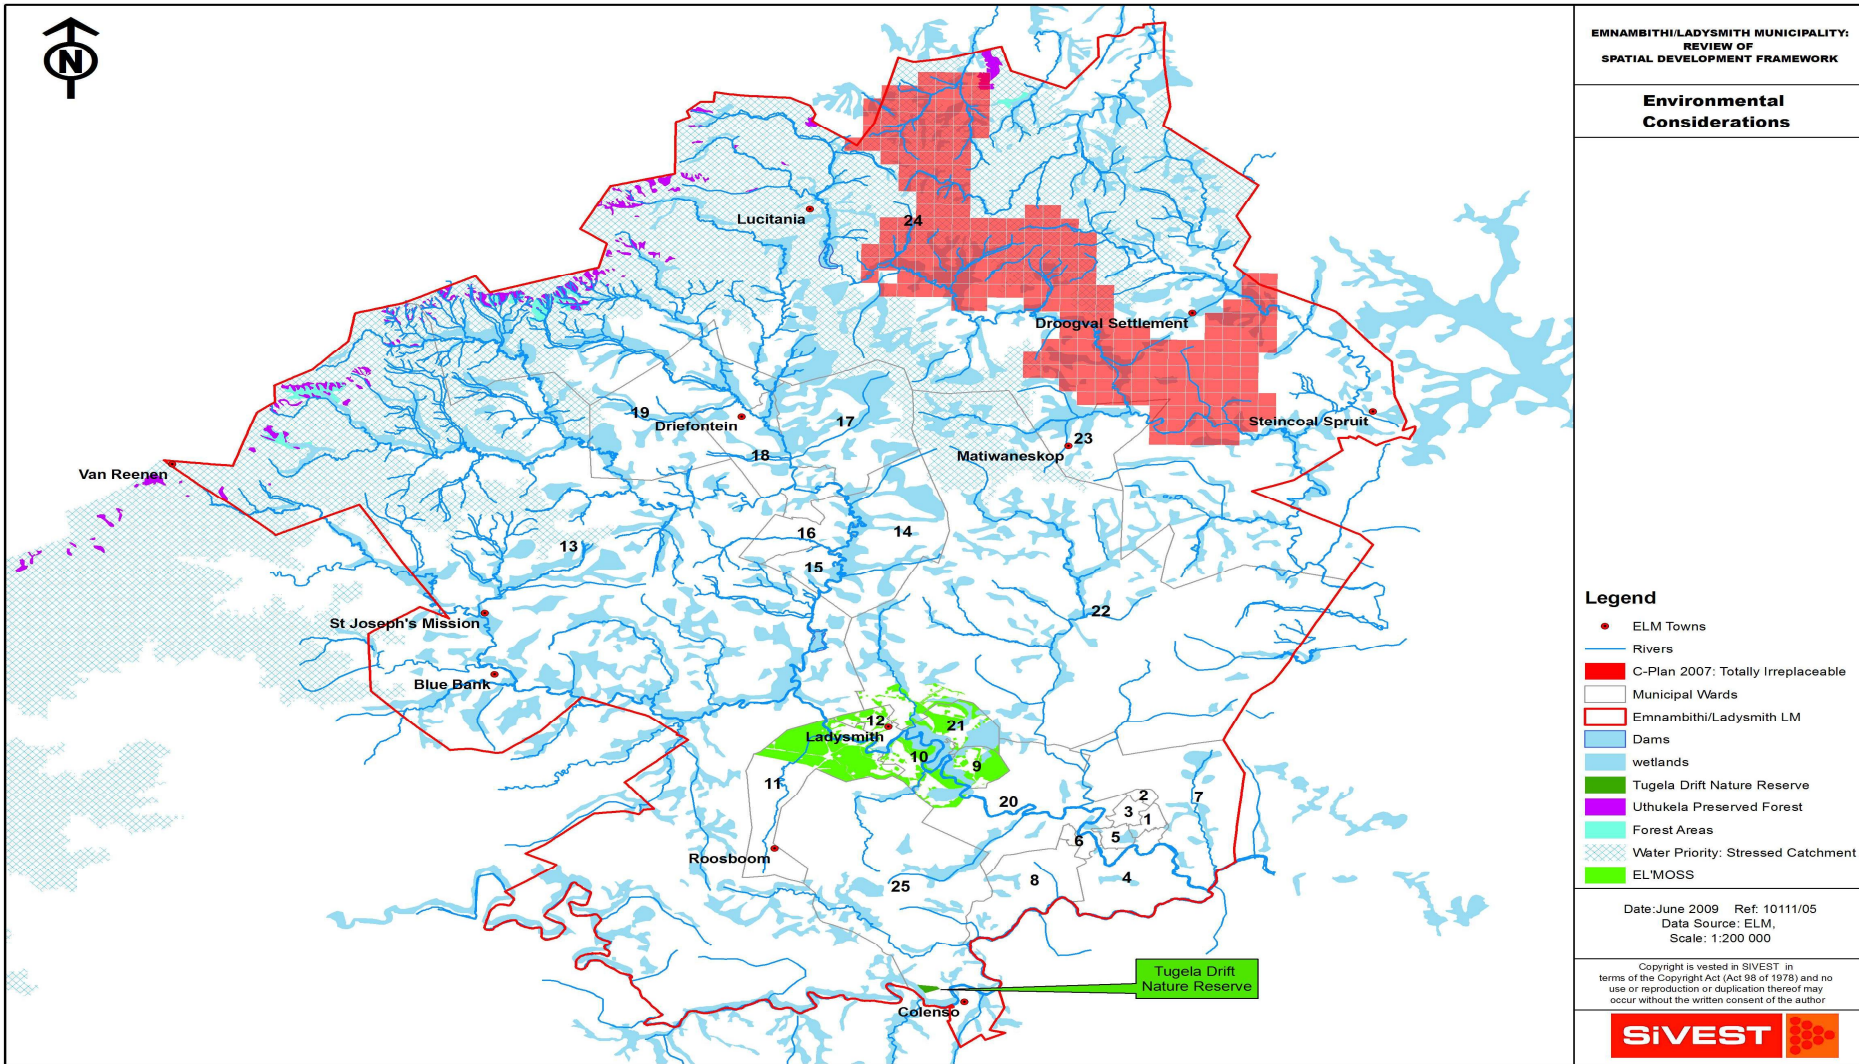 N
EMNAMBITHI/LADYSMITH MUNICIPALITY:
REVIEW OF
SPATIAL DEVELOPMENT FRAMEWORK
Environmental
Considerations
Lucitania
24
Droogval Settlement
19
Driefontein
17
18
23
Matiwaneskop
Steincoal Spruit
Van Reenen
16
14
13
15
22
St Joseph's Mission
Blue Bank
12
21
Ladysmith
10
9
11
20
2
7
3
1
6
5
Roosboom
25
8
4
Tugela Drift
Nature Reserve
Colenso
Legend
ELM Towns
Rivers
C-Plan 2007: Totally Irreplaceable
Municipal Wards
Emnambithi/Ladysmith LM
Dams
wetlands
Tugela Drift Nature Reserve
Uthukela Preserved Forest
Forest Areas
Water Priority: Stressed Catchment
EL'MOSS
Date:June 2009 Ref: 10111/05
Data Source: ELM,
Scale: 1:200 000
Copyright is vested in SIVEST in
terms of the Copyright Act (Act 98 of 1978) and no
use or reproduction or duplication thereof may
occur without the written consent of the author
SiVEST